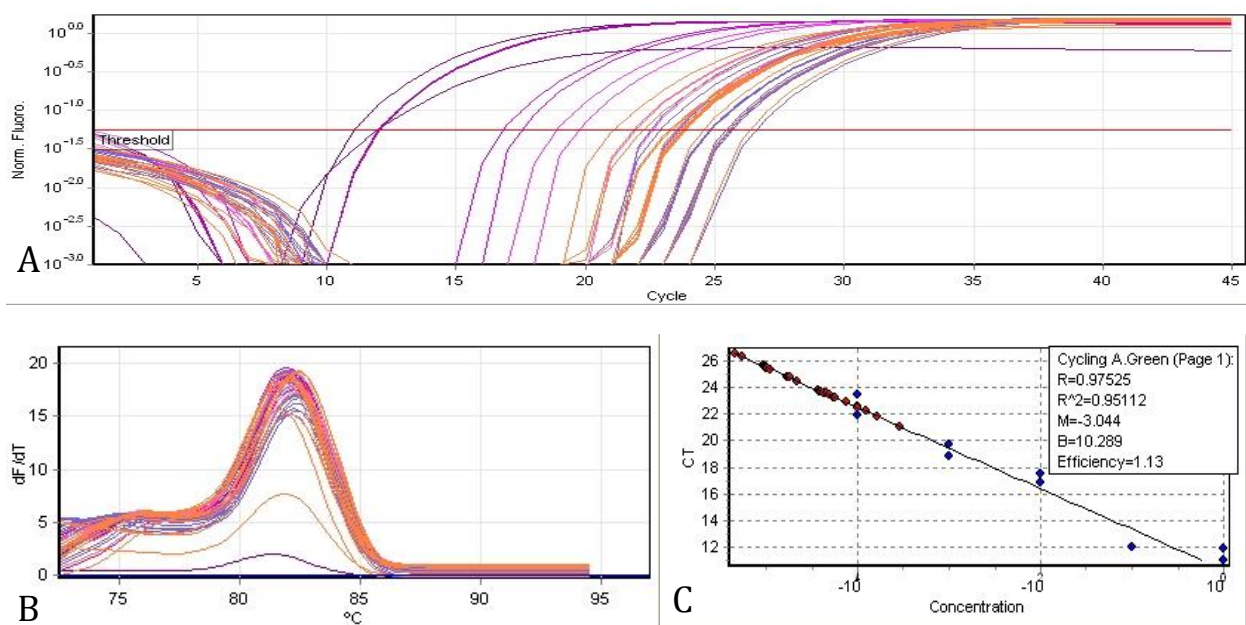 10^0.0
10^-0.5
10^-1.0
10^-1.5
10^-2.0
10^-2.5
10^-3.0
Norm. Fluoro.
Threshold
5 10 15 20 25 30 35 40 45
Cycle
A
20
15
10
5
0
dF/dT
75 80 85 90 95
°C
B
26
24
22
20
18
16
14
12
CT
Cycling A.Green (Page 1):
R=0.97525
R^2=0.95112
M=-3.044
B=10.289
Efficiency=1.13
-10 -10 10
Concentration
C